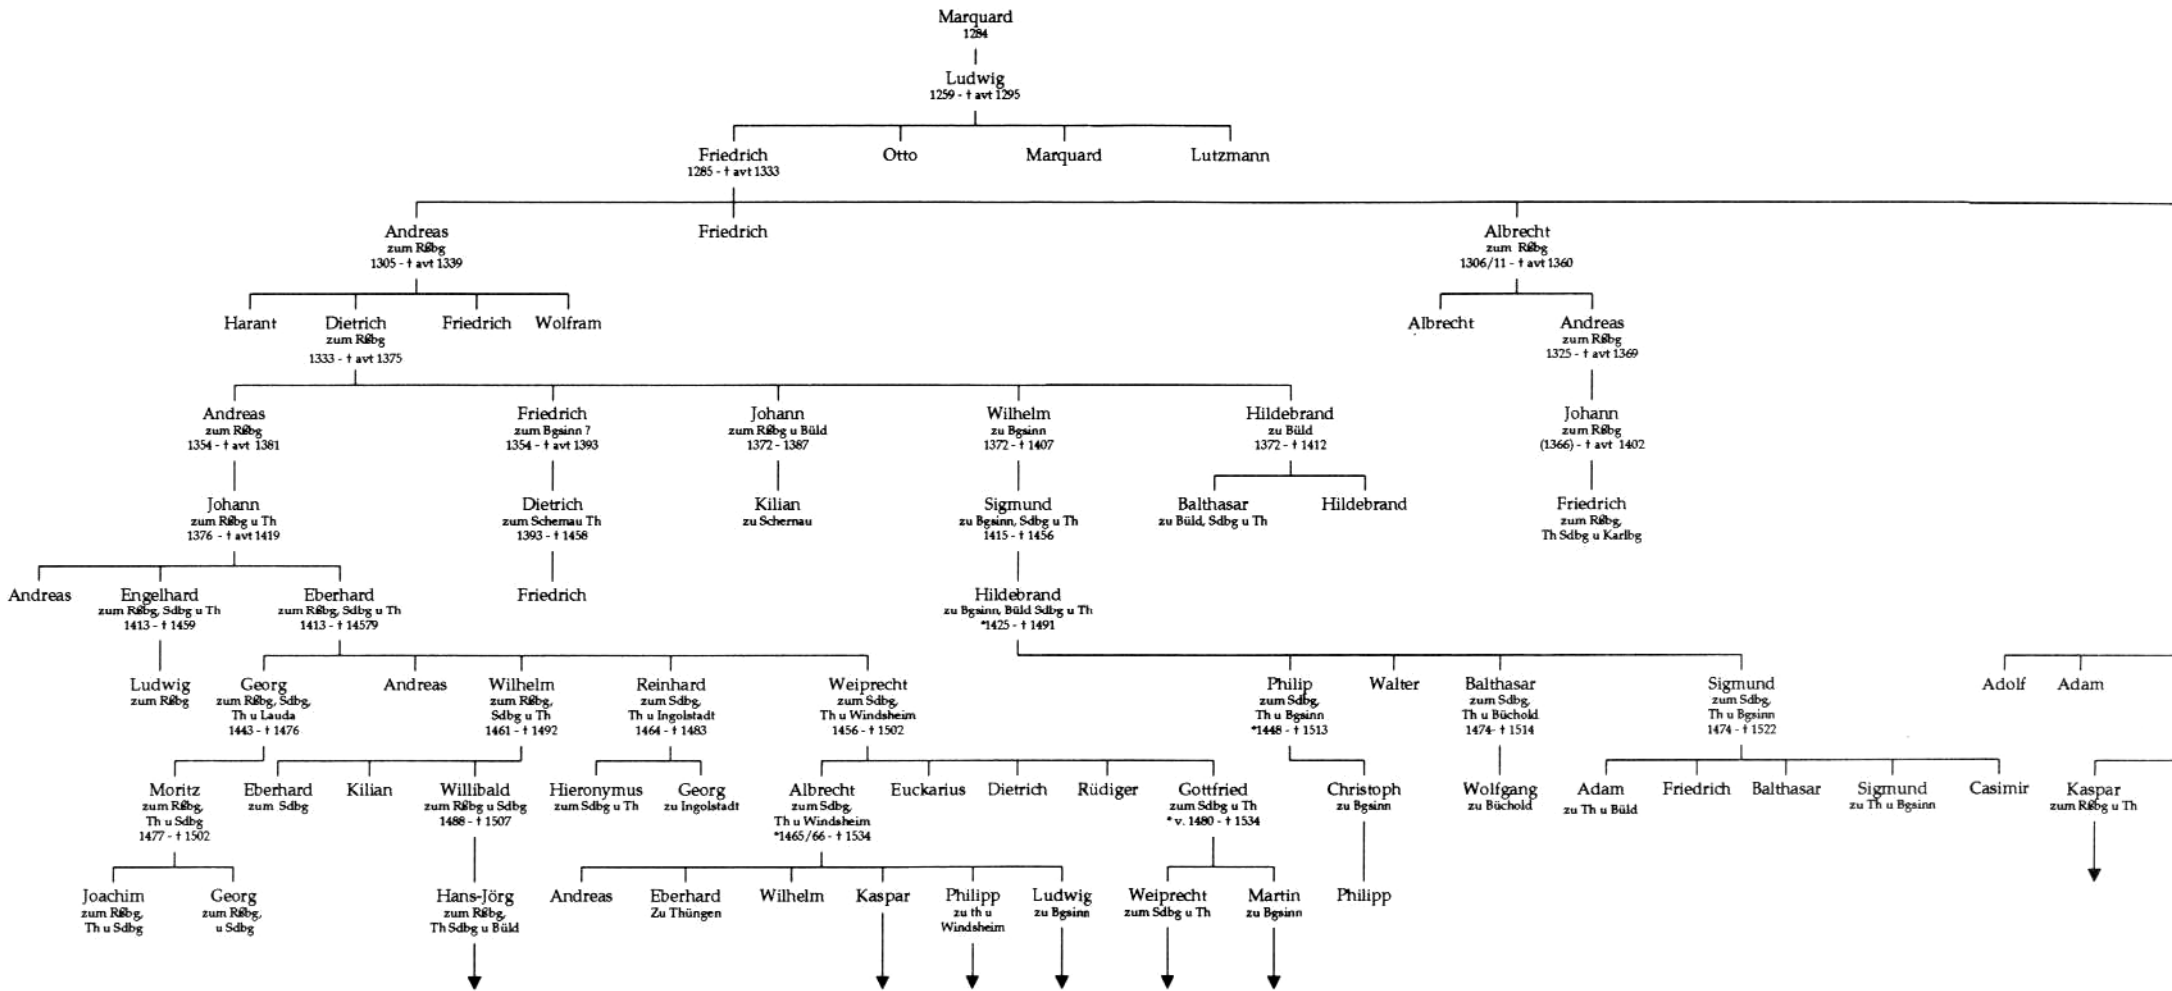 Marquard
1284
Ludwig
1259 - † avt 1295
Friedrich
1285 - † avt 1333
Otto
Marquard
Lutzmann
Andreas
zum Rßbg
1305 - † avt 1339
Friedrich
Albrecht
zum Rßbg
1306/11 - † avt 1360
Harant
Dietrich
zum Rßbg
1333 - † avt 1375
Friedrich
Wolfram
Albrecht
Andreas
zum Rßbg
1325 - † avt 1369
Andreas
zum Rßbg
1354 - † avt 1381
Friedrich
zum Bgsinn ?
1354 - † avt 1393
Johann
zum Rßbg u Büld
1372 - 1387
Wilhelm
zu Bgsinn
1372 - † 1407
Hildebrand
zu Büld
1372 - † 1412
Johann
zum Rßbg
(1366) - † avt 1402
Johann
zum Rßbg u Th
1376 - † avt 1419
Dietrich
zum Schernau Th
1393 - † 1458
Kilian
zu Schernau
Sigmund
zu Bgsinn, Sdbg u Th
1415 - † 1456
Balthasar
zu Büld, Sdbg u Th
Hildebrand
Friedrich
zum Rßbg,
Th Sdbg u Karlbg
Andreas
Engelhard
zum Rßbg, Sdbg u Th
1413 - † 1459
Eberhard
zum Rßbg, Sdbg u Th
1413 - † 14579
Friedrich
Hildebrand
zu Bgsinn, Büld Sdbg u Th
*1425 - † 1491
Ludwig
zum Rßbg
Georg
zum Rßbg, Sdbg,
Th u Lauda
1443 - † 1476
Andreas
Wilhelm
zum Rßbg,
Sdbg u Th
1461 - † 1492
Reinhard
zum Sdbg,
Th u Ingolstadt
1464 - † 1483
Weiprecht
zum Sdbg,
Th u Windsheim
1456 - † 1502
Philip
zum Sdbg,
Th u Bgsinn
*1448 - † 1513
Walter
Balthasar
zum Sdbg,
Th u Büchold
1474- † 1514
Sigmund
zum Sdbg,
Th u Bgsinn
1474 - † 1522
Adolf
Adam
Moritz
zum Rßbg,
Th u Sdbg
1477 - † 1502
Eberhard
zum Sdbg
Kilian
Willibald
zum Rßbg u Sdbg
1488 - † 1507
Hieronymus
zum Sdbg u Th
Georg
zu Ingolstadt
Albrecht
zum Sdbg,
Th u Windsheim
*1465/66 - † 1534
Euckarius
Dietrich
Rüdiger
Gottfried
zum Sdbg u Th
* v. 1480 - † 1534
Christoph
zu Bgsinn
Wolfgang
zu Büchold
Adam
zu Th u Büld
Friedrich
Balthasar
Sigmund
zu Th u Bgsinn
Casimir
Kaspar
zum Rßbg u Th
Joachim
zum Rßbg,
Th u Sdbg
Georg
zum Rßbg,
u Sdbg
Hans-Jörg
zum Rßbg,
Th Sdbg u Büld
Andreas
Eberhard
Zu Thüngen
Wilhelm
Kaspar
Philipp
zu th u
Windsheim
Ludwig
zu Bgsinn
Weiprecht
zum Sdbg u Th
Martin
zu Bgsinn
Philipp